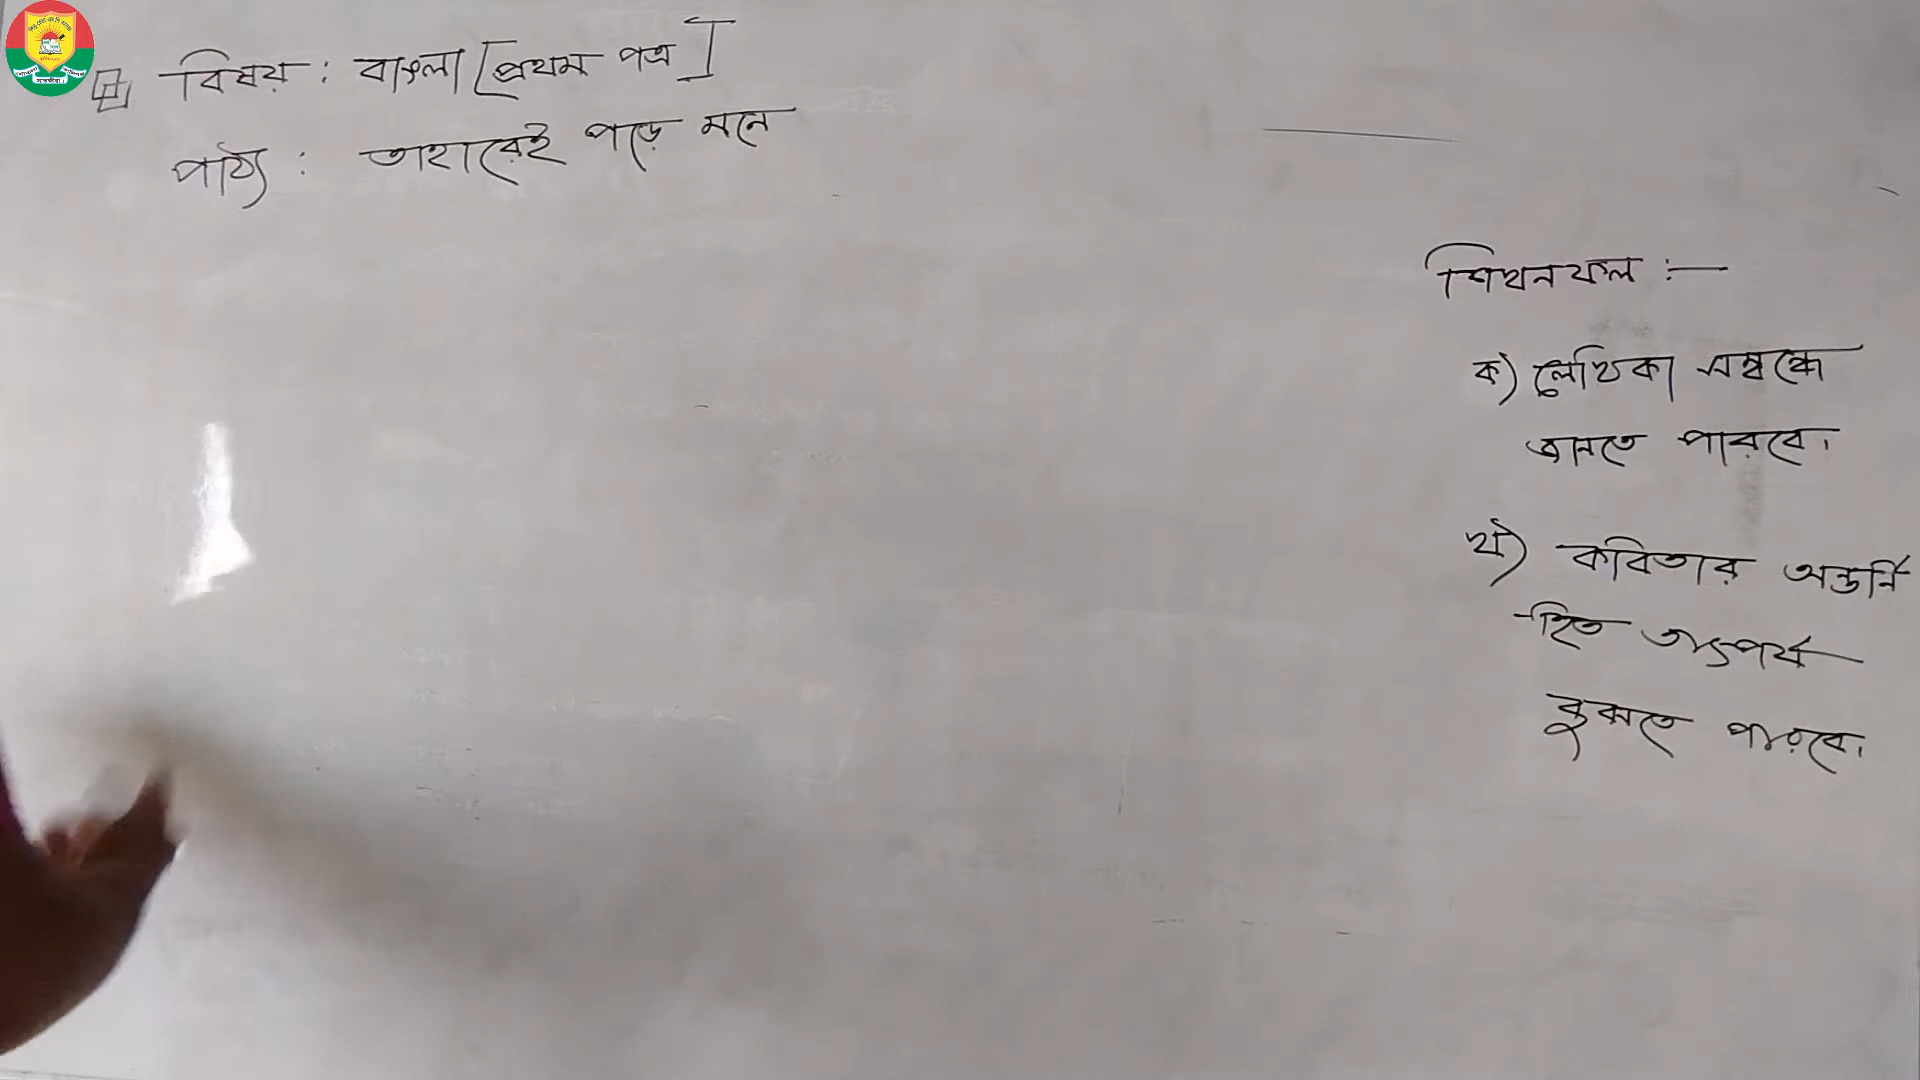 বিষয় : বাংলা [প্রথম পত্র]
পাঠ্য : তাহারেই পড়ে মনে
শিখনফল :—
ক) লেখিকা সম্বন্ধে
জানতে পারবে।
খ) কবিতার অন্তর্নি
-হিত তাৎপর্য
বুঝতে পারবে।